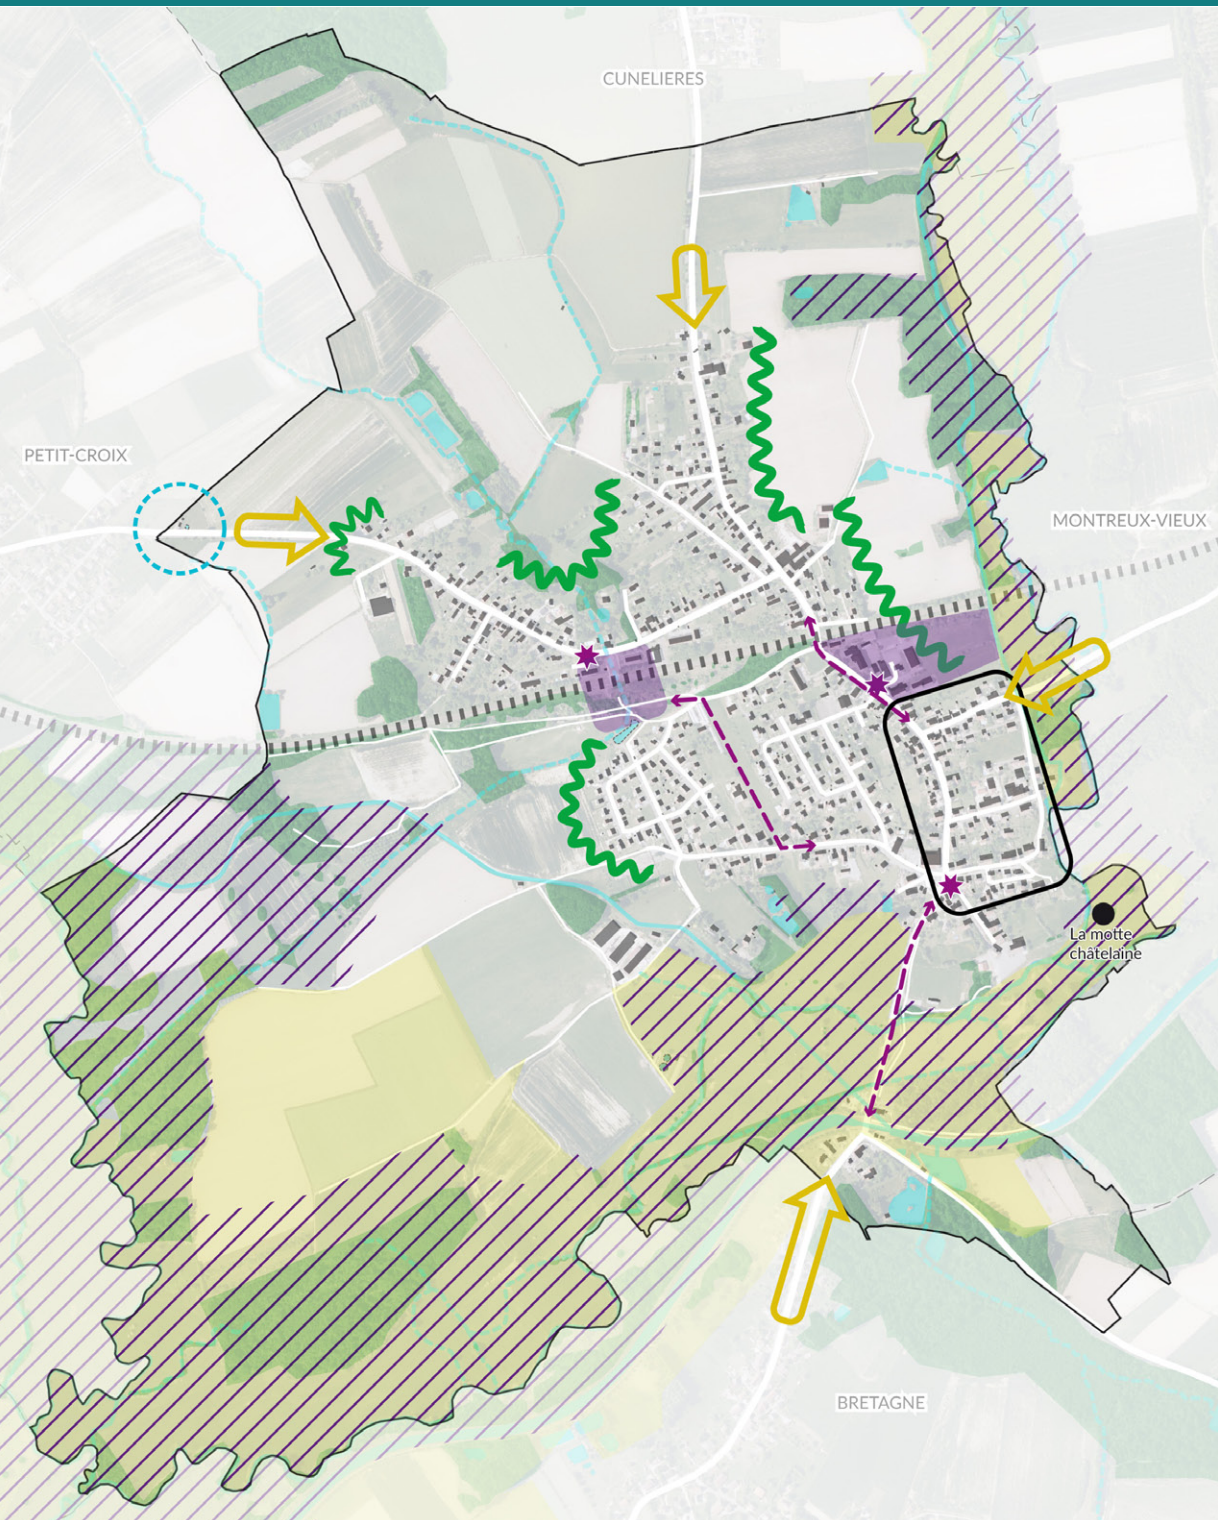 CUNELIERES
PETIT-CROIX
MONTREUX-VIEUX
La motte
châtelaine
BRETAGNE